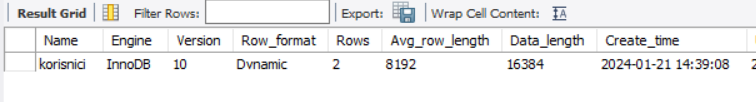 Result Grid Filter Rows: Export: Wrap Cell Content: IA
Name Engine Version Row_format Rows Avg_row_length Data_length Create_time
korisnici InnoDB 10 Dynamic 2 8192 16384 2024-01-21 14:39:08